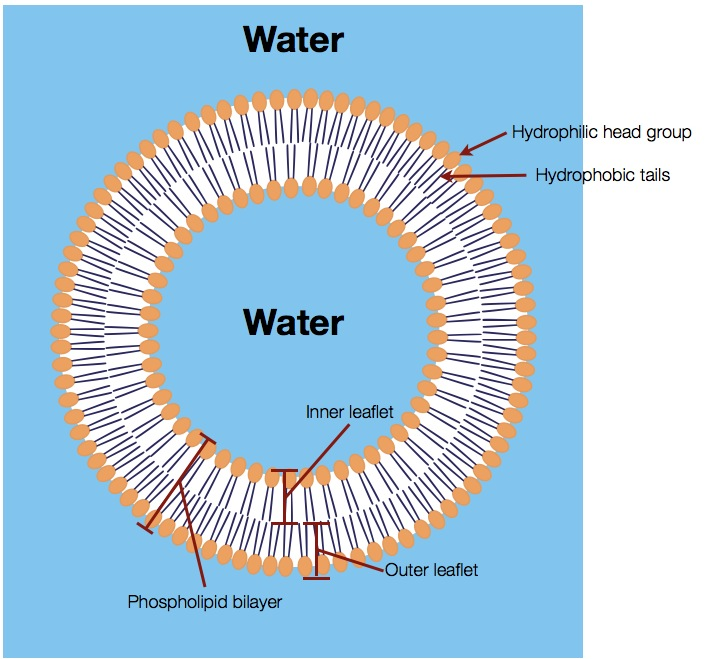 Water
Hydrophilic head group
Hydrophobic tails
Water
Inner leaflet
Outer leaflet
Phospholipid bilayer